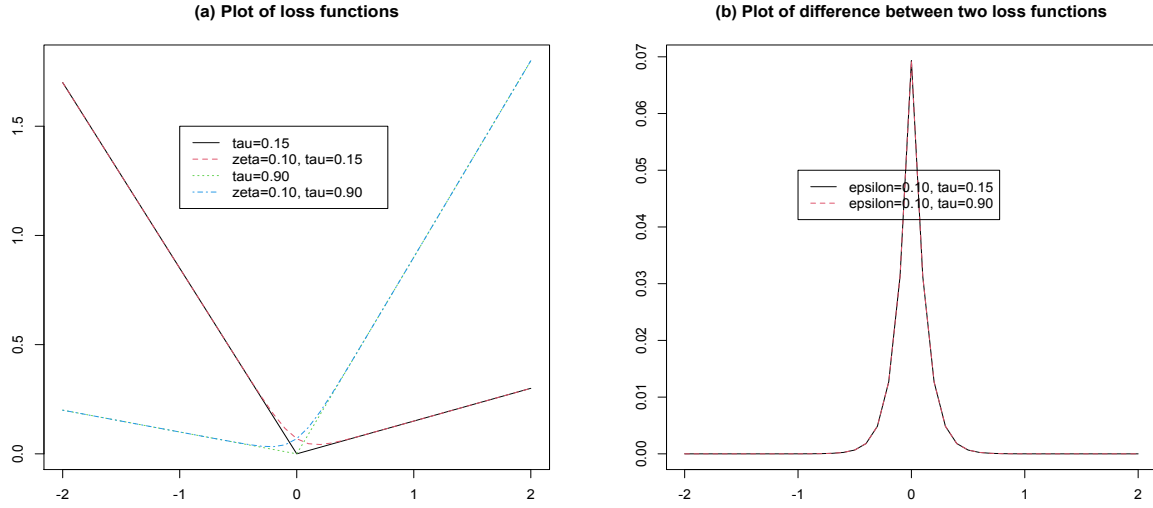 (a) Plot of loss functions
1.5
1.0
0.5
0.0
tau=0.15
zeta=0.10, tau=0.15
tau=0.90
zeta=0.10, tau=0.90
-2
-1
0
1
2
(b) Plot of difference between two loss functions
0.07
0.06
0.05
0.04
0.03
0.02
0.01
0.00
epsilon=0.10, tau=0.15
epsilon=0.10, tau=0.90
-2
-1
0
1
2